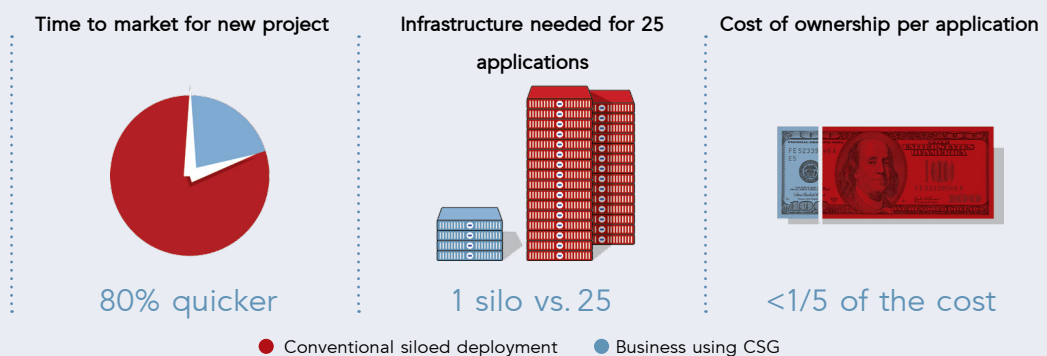 Time to market for new project
Infrastructure needed for 25
applications
Cost of ownership per application
80% quicker
1 silo vs. 25
<1/5 of the cost
Conventional siloed deployment
Business using CSG